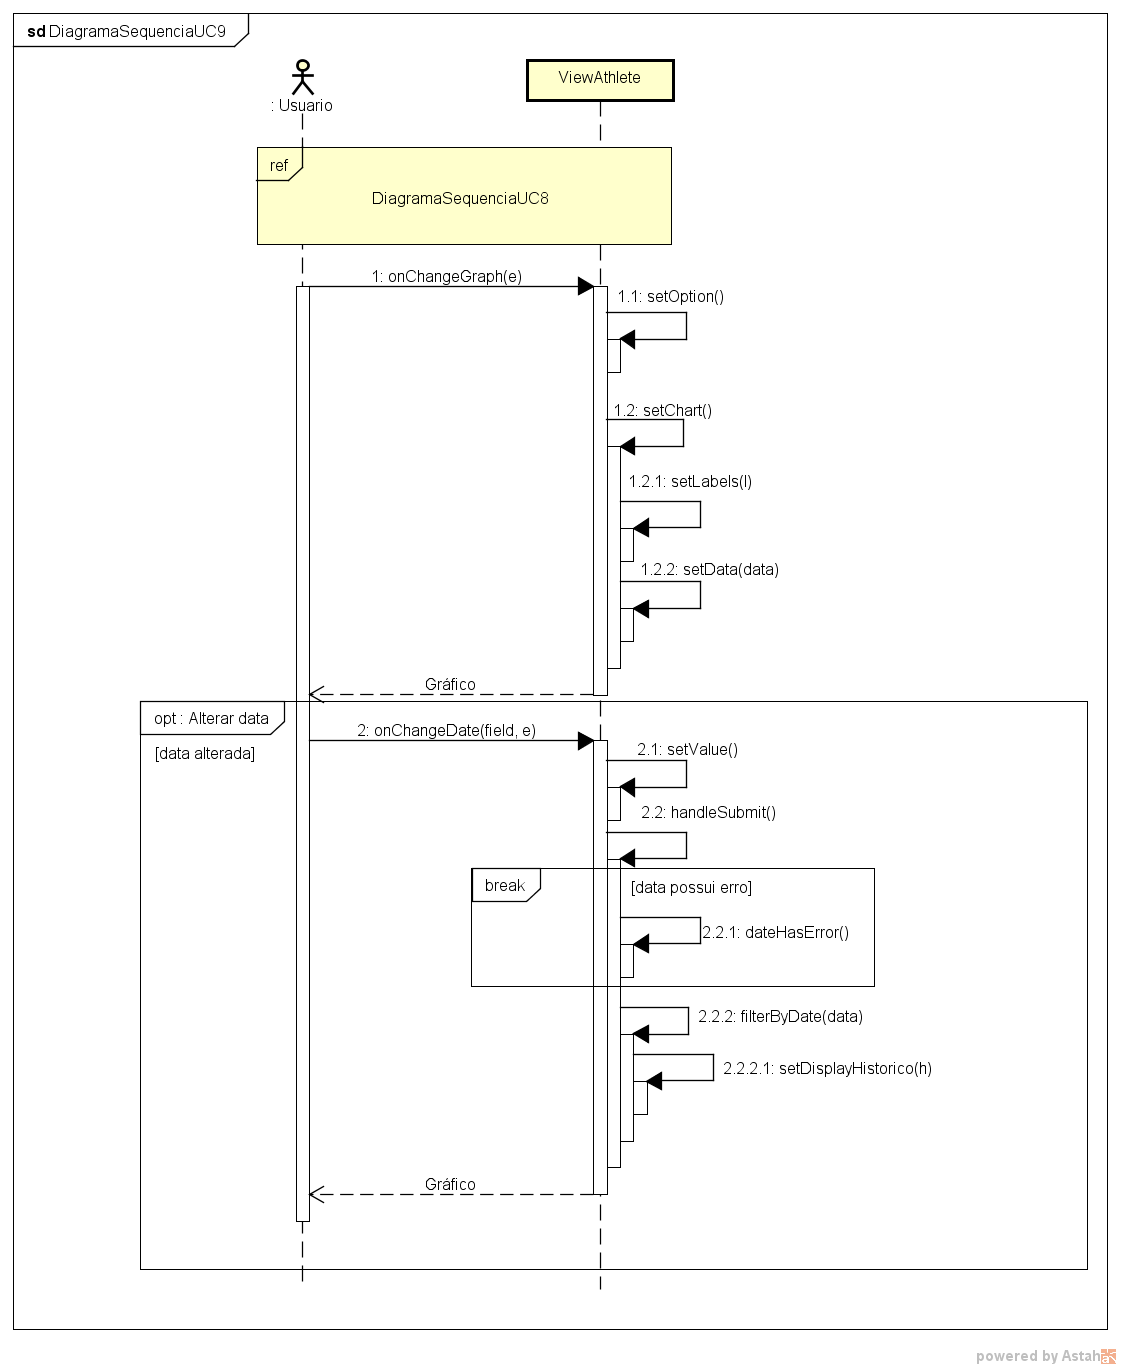 sd DiagramaSequenciaUC9
: Usuario
ViewAthlete
ref
DiagramaSequenciaUC8
1: onChangeGraph(e)
1.1: setOption()
1.2: setChart()
1.2.1: setLabels(l)
1.2.2: setData(data)
Gráfico
opt : Alterar data
[data alterada]
2: onChangeDate(field, e)
2.1: setValue()
2.2: handleSubmit()
break
[data possui erro]
2.2.1: dateHasError()
2.2.2: filterByDate(data)
2.2.2.1: setDisplayHistorico(h)
Gráfico
powered by Astah